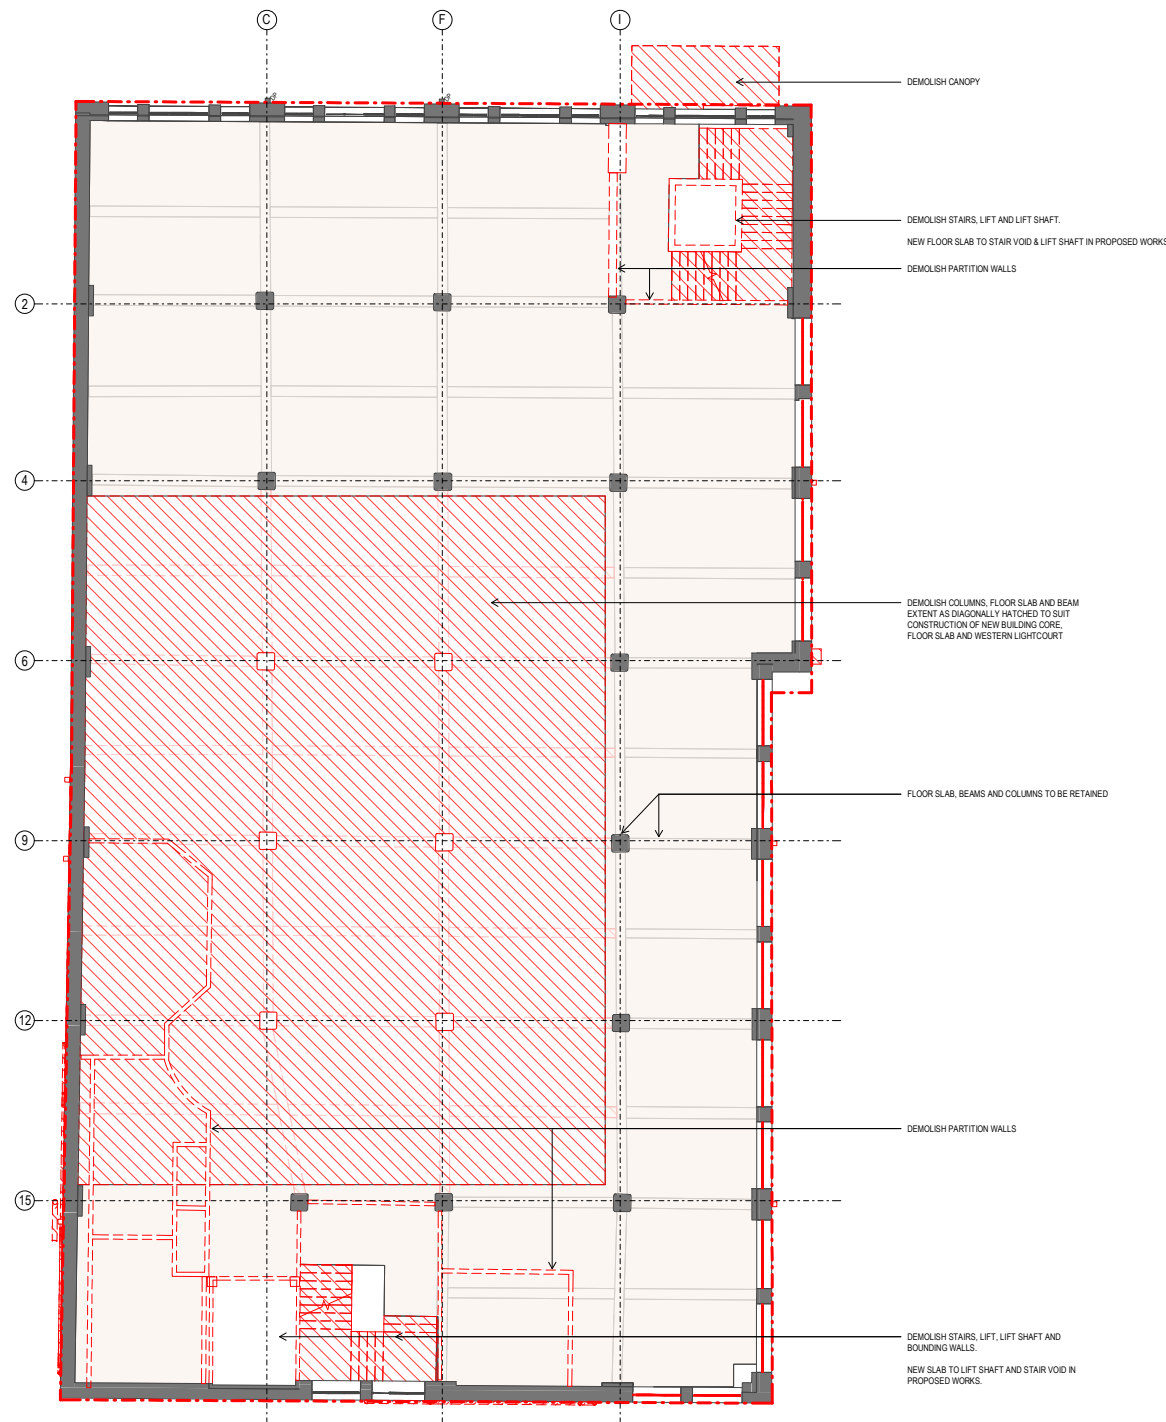 C
F
I
SP
SP
DEMOLISH CANOPY
DEMOLISH STAIRS, LIFT AND LIFT SHAFT.
NEW FLOOR SLAB TO STAIR VOID & LIFT SHAFT IN PROPOSED WORKS
DEMOLISH PARTITION WALLS
2
4
DEMOLISH COLUMNS, FLOOR SLAB AND BEAM
EXTENT AS DIAGONALLY HATCHED TO SUIT
CONSTRUCTION OF NEW BUILDING CORE,
FLOOR SLAB AND WESTERN LIGHTCOURT
6
FLOOR SLAB, BEAMS AND COLUMNS TO BE RETAINED
9
12
DEMOLISH PARTITION WALLS
15
DEMOLISH STAIRS, LIFT, LIFT SHAFT AND
BOUNDING WALLS.
NEW SLAB TO LIFT SHAFT AND STAIR VOID IN
PROPOSED WORKS.